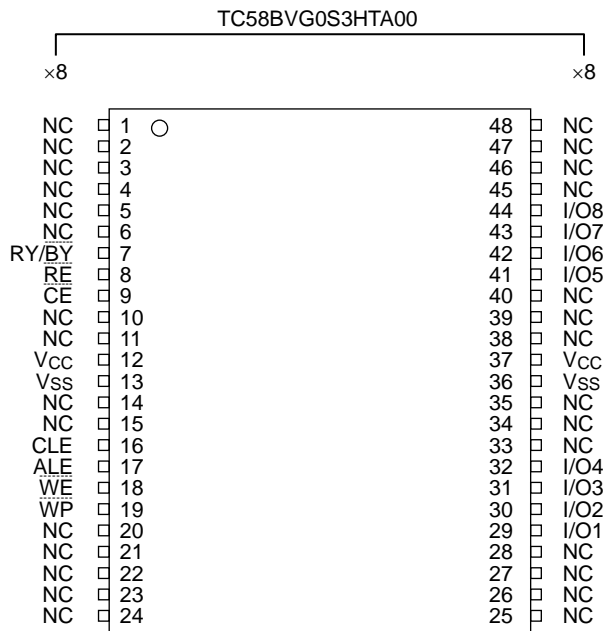 TC58BVG0S3HTA00
×8 ×8
NC 1 48 NC
NC 2 47 NC
NC 3 46 NC
NC 4 45 NC
NC 5 44 I/O8
NC 6 43 I/O7
RY/BY 7 42 I/O6
RE 8 41 I/O5
CE 9 40 NC
NC 10 39 NC
NC 11 38 NC
VCC 12 37 VCC
VSS 13 36 VSS
NC 14 35 NC
NC 15 34 NC
CLE 16 33 NC
ALE 17 32 I/O4
WE 18 31 I/O3
WP 19 30 I/O2
NC 20 29 I/O1
NC 21 28 NC
NC 22 27 NC
NC 23 26 NC
NC 24 25 NC